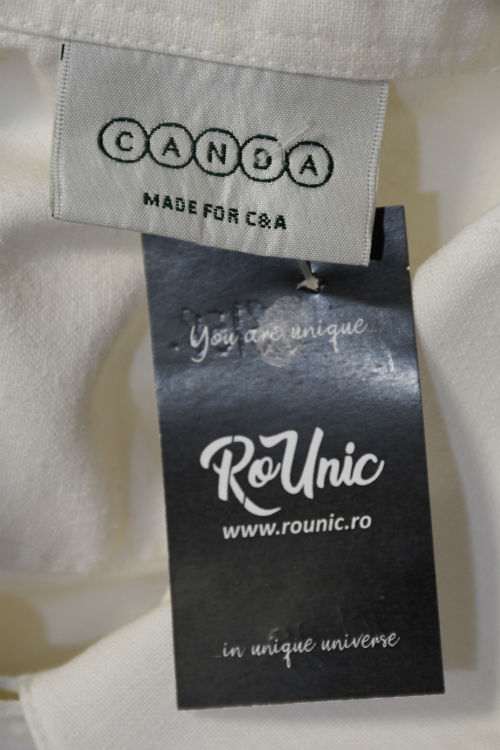 CANDA
MADE FOR C&A
You are unique...
RoUnic
www.rounic.ro
...in unique universe